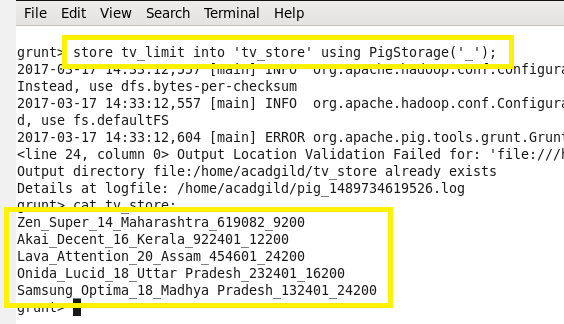 File Edit View Search Terminal Help
grunt> store tv_limit into 'tv_store' using PigStorage('_');
2017-03-17 14:33:12,557 [main] INFO org.apache.hadoop.conf.Configura
Instead, use dfs.bytes-per-checksum
2017-03-17 14:33:12,557 [main] INFO org.apache.hadoop.conf.Configura
d, use fs.defaultFS
2017-03-17 14:33:12,604 [main] ERROR org.apache.pig.tools.grunt.Grunt
<line 24, column 0> Output Location Validation Failed for: 'file:///h
Output directory file:/home/acadgild/tv_store already exists
Details at logfile: /home/acadgild/pig_1489734619526.log
grunt> cat tv_store;
Zen_Super_14_Maharashtra_619082_9200
Akai_Decent_16_Kerala_922401_12200
Lava_Attention_20_Assam_454601_24200
Onida_Lucid_18_Uttar Pradesh_232401_16200
Samsung_Optima_18_Madhya Pradesh_132401_24200
grunt>